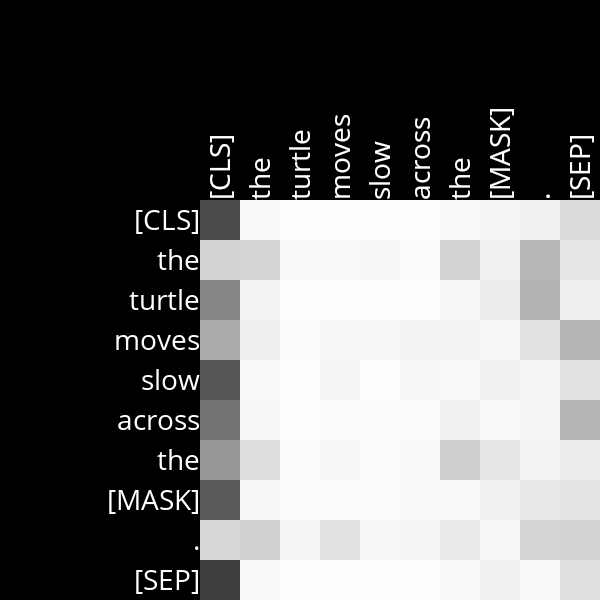 [CLS] the turtle moves slow across the [MASK] . [SEP]
[CLS]
the
turtle
moves
slow
across
the
[MASK]
.
[SEP]